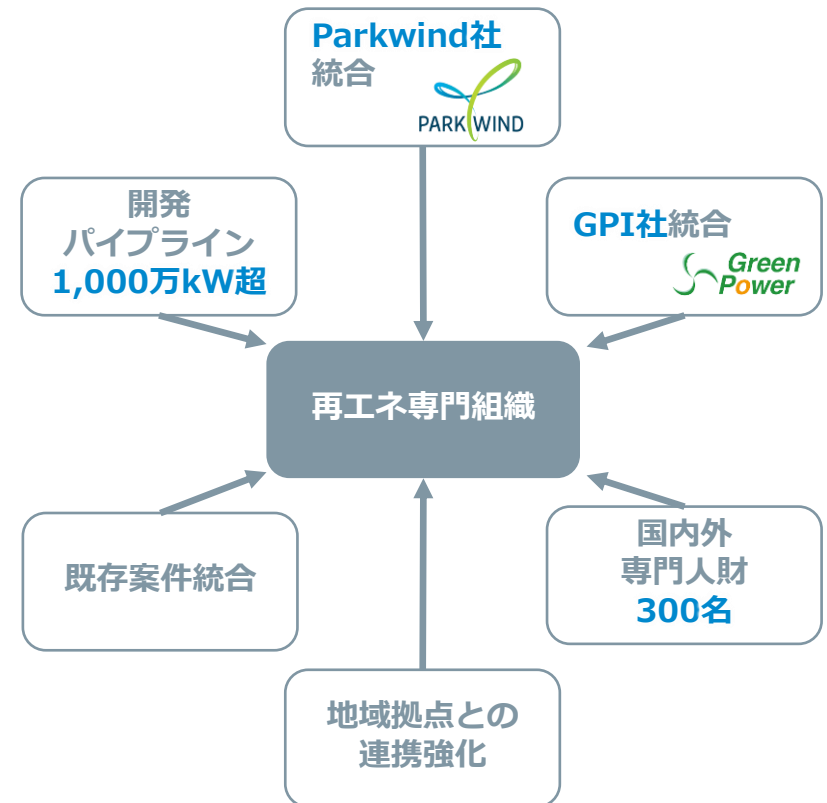 Parkwind社
統合
PARKWIND
開発
パイプライン
1,000万kW超
GPI社統合
Green
Power
再エネ専門組織
既存案件統合
国内外
専門人財
300名
地域拠点との
連携強化